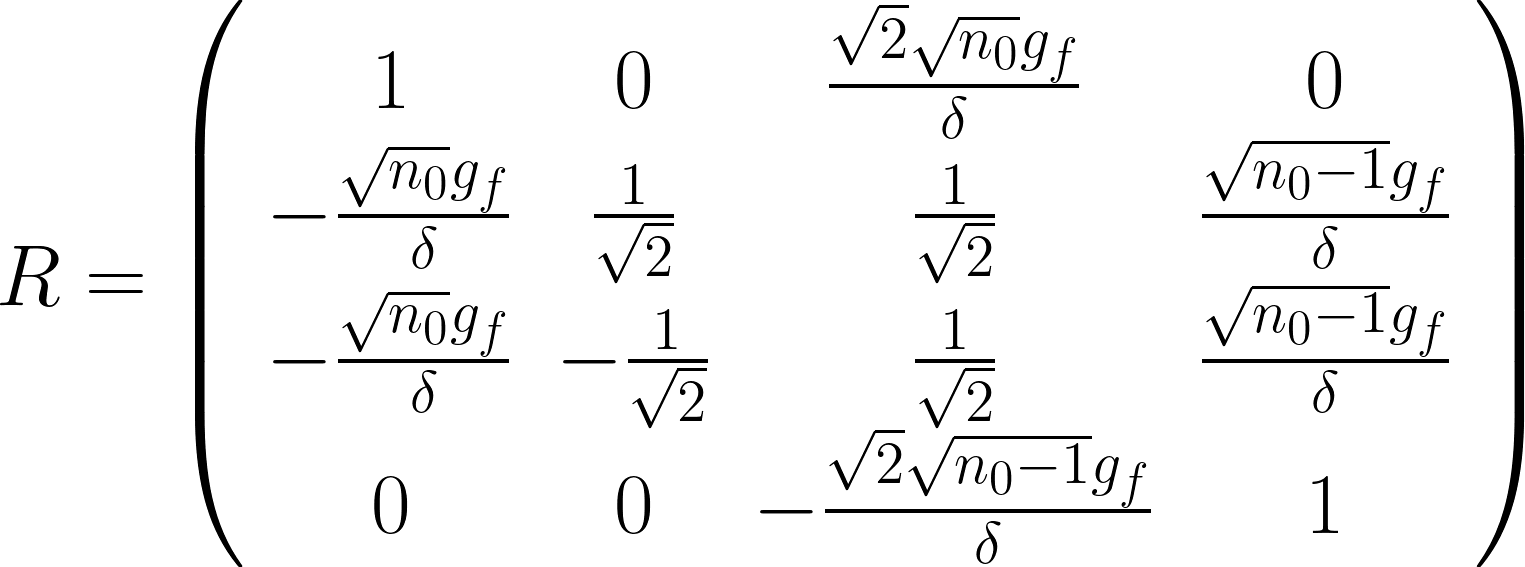 $$R = \begin{pmatrix} 1 & 0 & \frac{\sqrt{2}\sqrt{n_0}g_f}{\delta} & 0 \\ -\frac{\sqrt{n_0}g_f}{\delta} & \frac{1}{\sqrt{2}} & \frac{1}{\sqrt{2}} & \frac{\sqrt{n_0-1}g_f}{\delta} \\ -\frac{\sqrt{n_0}g_f}{\delta} & -\frac{1}{\sqrt{2}} & \frac{1}{\sqrt{2}} & \frac{\sqrt{n_0-1}g_f}{\delta} \\ 0 & 0 & -\frac{\sqrt{2}\sqrt{n_0-1}g_f}{\delta} & 1 \end{pmatrix}$$